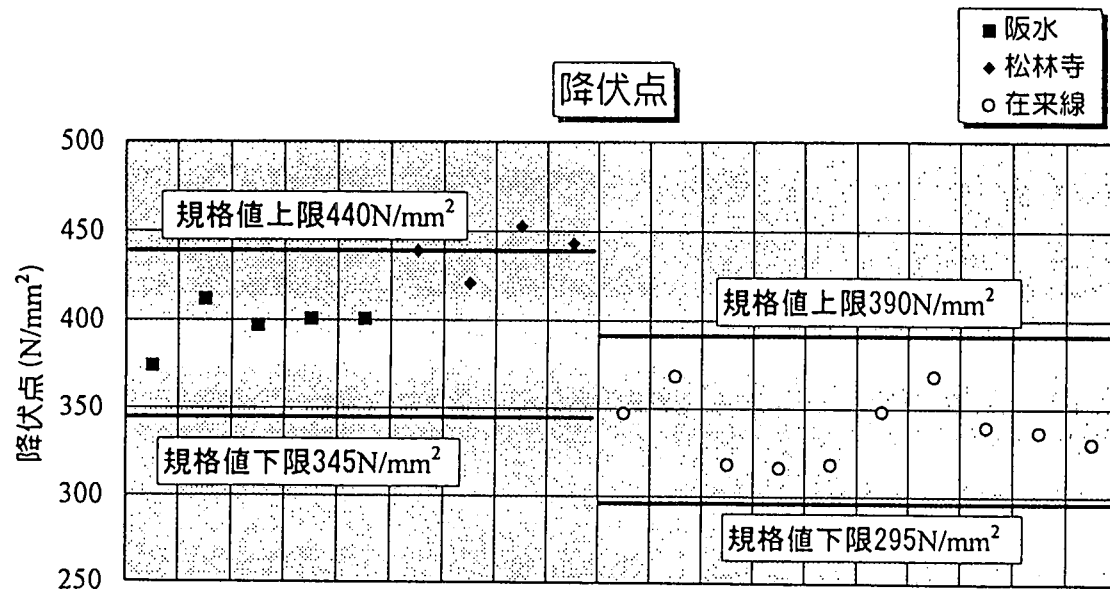 ■ 阪水
◆ 松林寺
○ 在来線
降伏点
500
450
400
350
300
250
降伏点 (N/mm²)
規格値上限440N/mm²
規格値上限390N/mm²
規格値下限345N/mm²
規格値下限295N/mm²